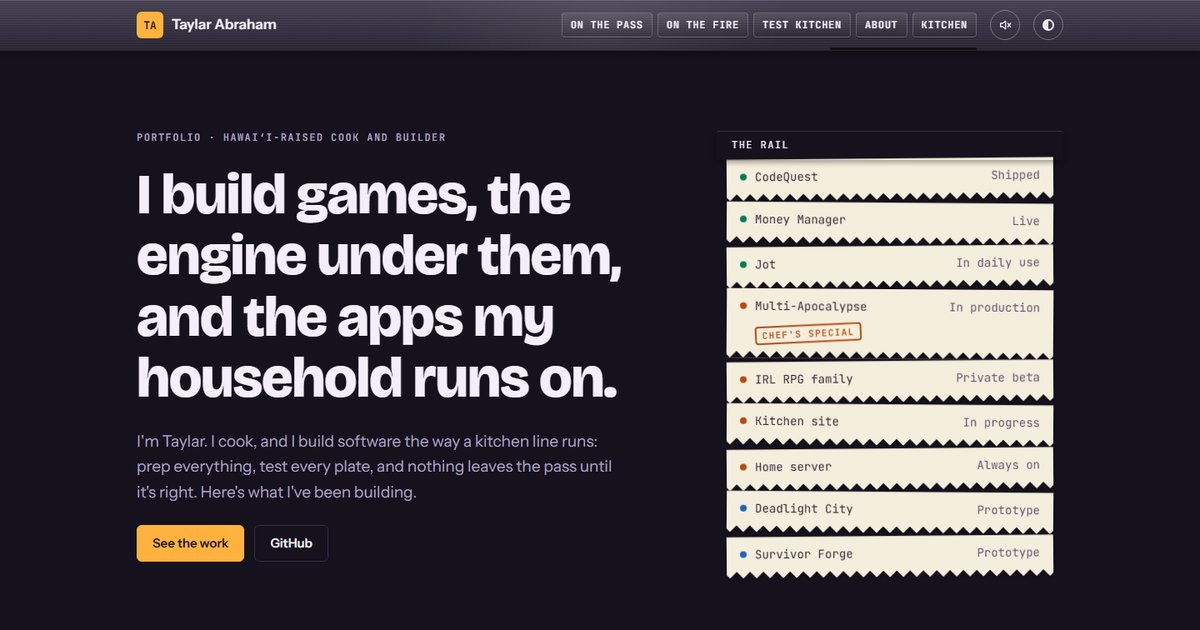 TA Taylar Abraham
ON THE PASS ON THE FIRE TEST KITCHEN ABOUT KITCHEN
PORTFOLIO · HAWAIʻI-RAISED COOK AND BUILDER
I build games, the
engine under them,
and the apps my
household runs on.
I'm Taylar. I cook, and I build software the way a kitchen line runs:
prep everything, test every plate, and nothing leaves the pass until
it's right. Here's what I've been building.
See the work GitHub
THE RAIL
CodeQuest Shipped
Money Manager Live
Jot In daily use
Multi-Apocalypse In production
CHEF'S SPECIAL
IRL RPG family Private beta
Kitchen site In progress
Home server Always on
Deadlight City Prototype
Survivor Forge Prototype